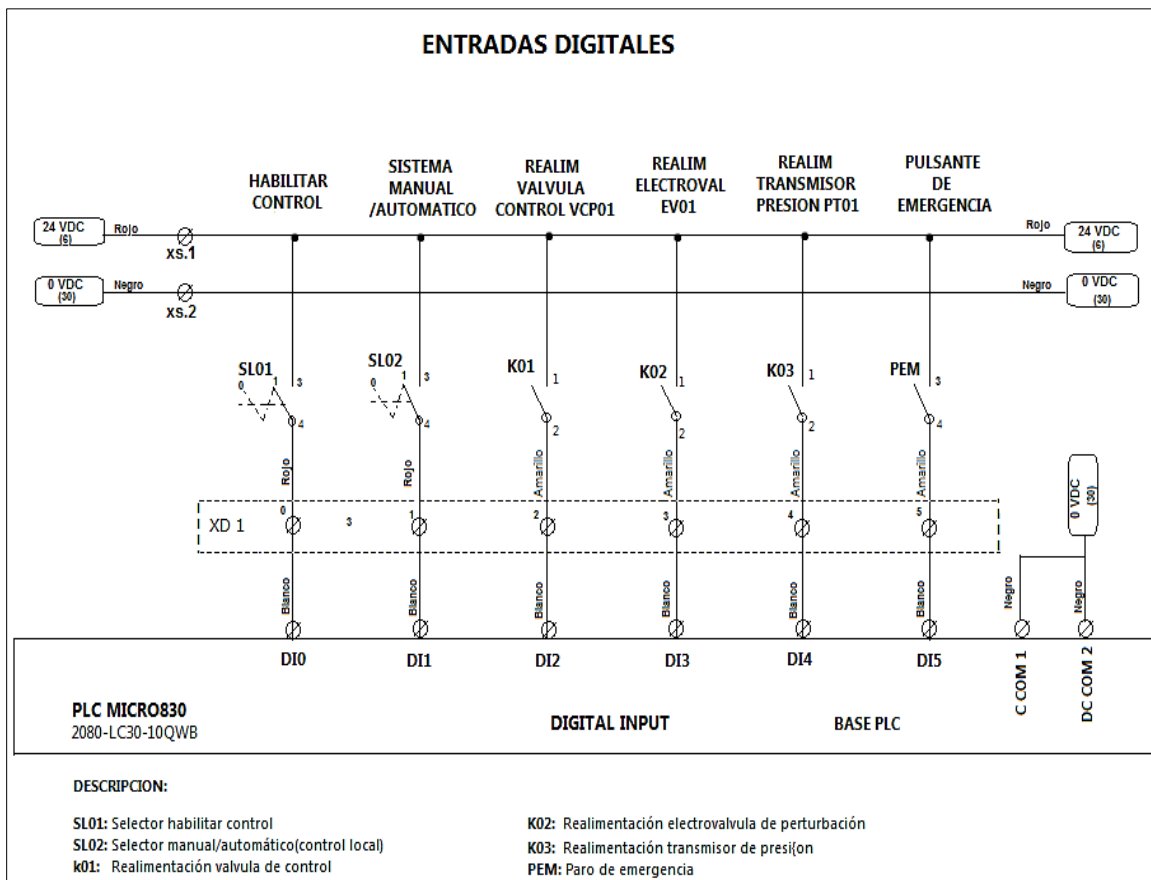 ENTRADAS DIGITALES
HABILITAR
CONTROL
SISTEMA
MANUAL
/AUTOMATICO
REALIM
VALVULA
CONTROL VCP01
REALIM
ELECTROVAL
EV01
REALIM
TRANSMISOR
PRESION PT01
PULSANTE
DE
EMERGENCIA
24 VDC
(6)
Rojo
xs.1
Rojo
24 VDC
(6)
0 VDC
(30)
Negro
xs.2
Negro
0 VDC
(30)
SL01
0
1
3
4
SL02
0
1
3
4
K01
1
2
K02
1
2
K03
1
2
PEM
3
4
Rojo
Rojo
Amarillo
Amarillo
Amarillo
Amarillo
0 VDC
(30)
XD 1
0
3
1
2
3
4
5
Blanco
Blanco
Blanco
Blanco
Blanco
Blanco
Negro
Negro
DI0
DI1
DI2
DI3
DI4
DI5
C COM 1
DC COM 2
PLC MICRO830
2080-LC30-10QWB
DIGITAL INPUT
BASE PLC
DESCRIPCION:
SL01: Selector habilitar control
SL02: Selector manual/automático(control local)
k01: Realimentación valvula de control
K02: Realimentación electrovalvula de perturbación
K03: Realimentación transmisor de presi{on
PEM: Paro de emergencia